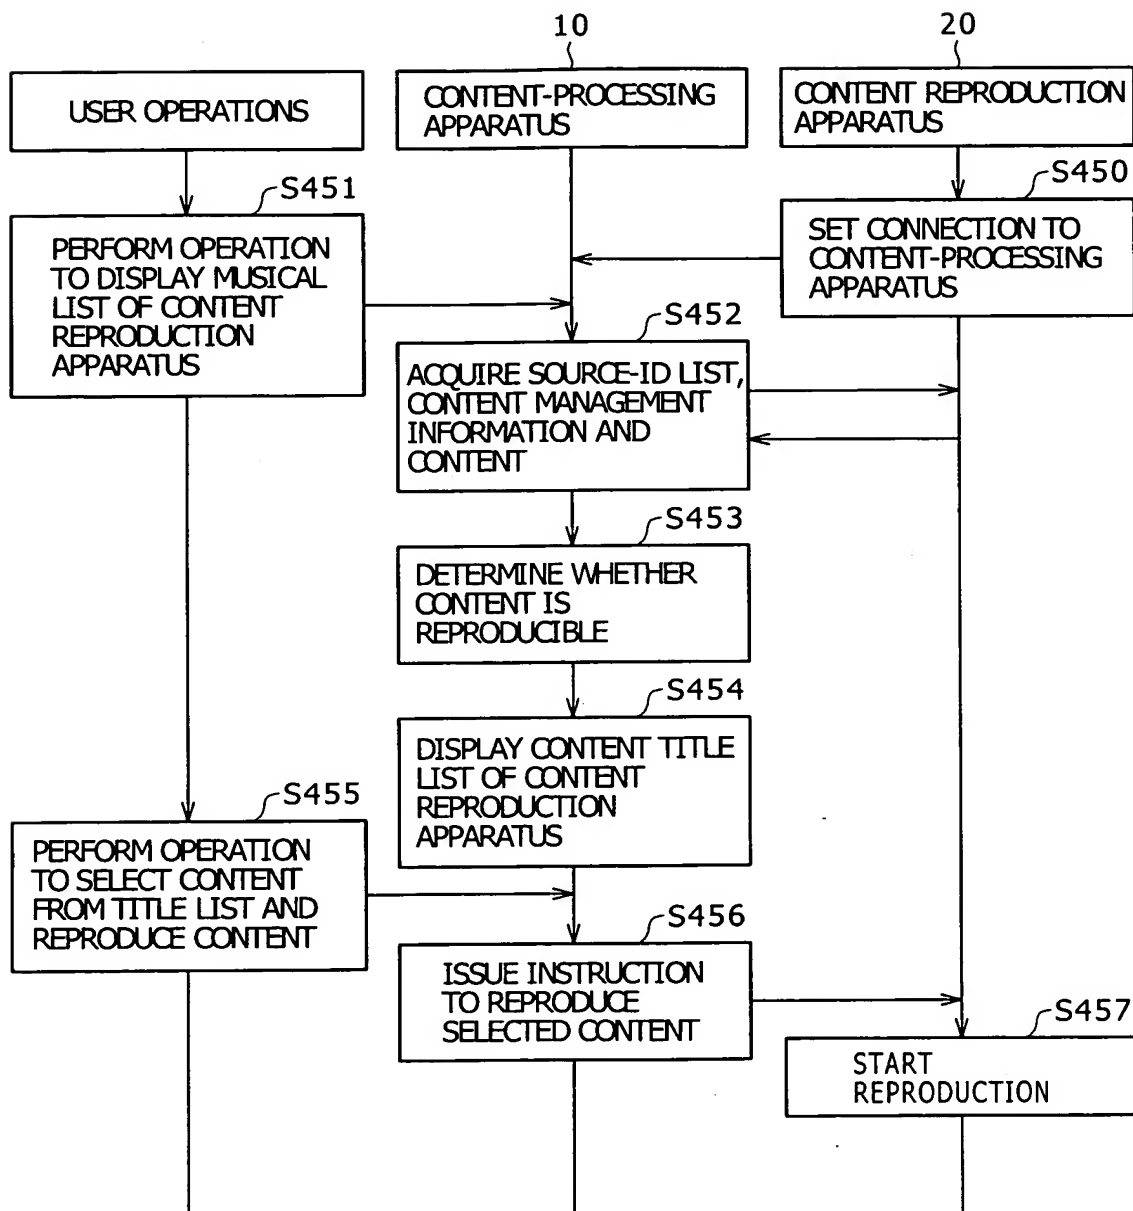 10
20
USER OPERATIONS
CONTENT-PROCESSING
APPARATUS
CONTENT REPRODUCTION
APPARATUS
S451
S450
PERFORM OPERATION
TO DISPLAY MUSICAL
LIST OF CONTENT
REPRODUCTION
APPARATUS
SET CONNECTION TO
CONTENT-PROCESSING
APPARATUS
S452
ACQUIRE SOURCE-ID LIST,
CONTENT MANAGEMENT
INFORMATION AND
CONTENT
S453
DETERMINE WHETHER
CONTENT IS
REPRODUCIBLE
S454
DISPLAY CONTENT TITLE
LIST OF CONTENT
REPRODUCTION
APPARATUS
S455
PERFORM OPERATION
TO SELECT CONTENT
FROM TITLE LIST AND
REPRODUCE CONTENT
S456
ISSUE INSTRUCTION
TO REPRODUCE
SELECTED CONTENT
S457
START
REPRODUCTION